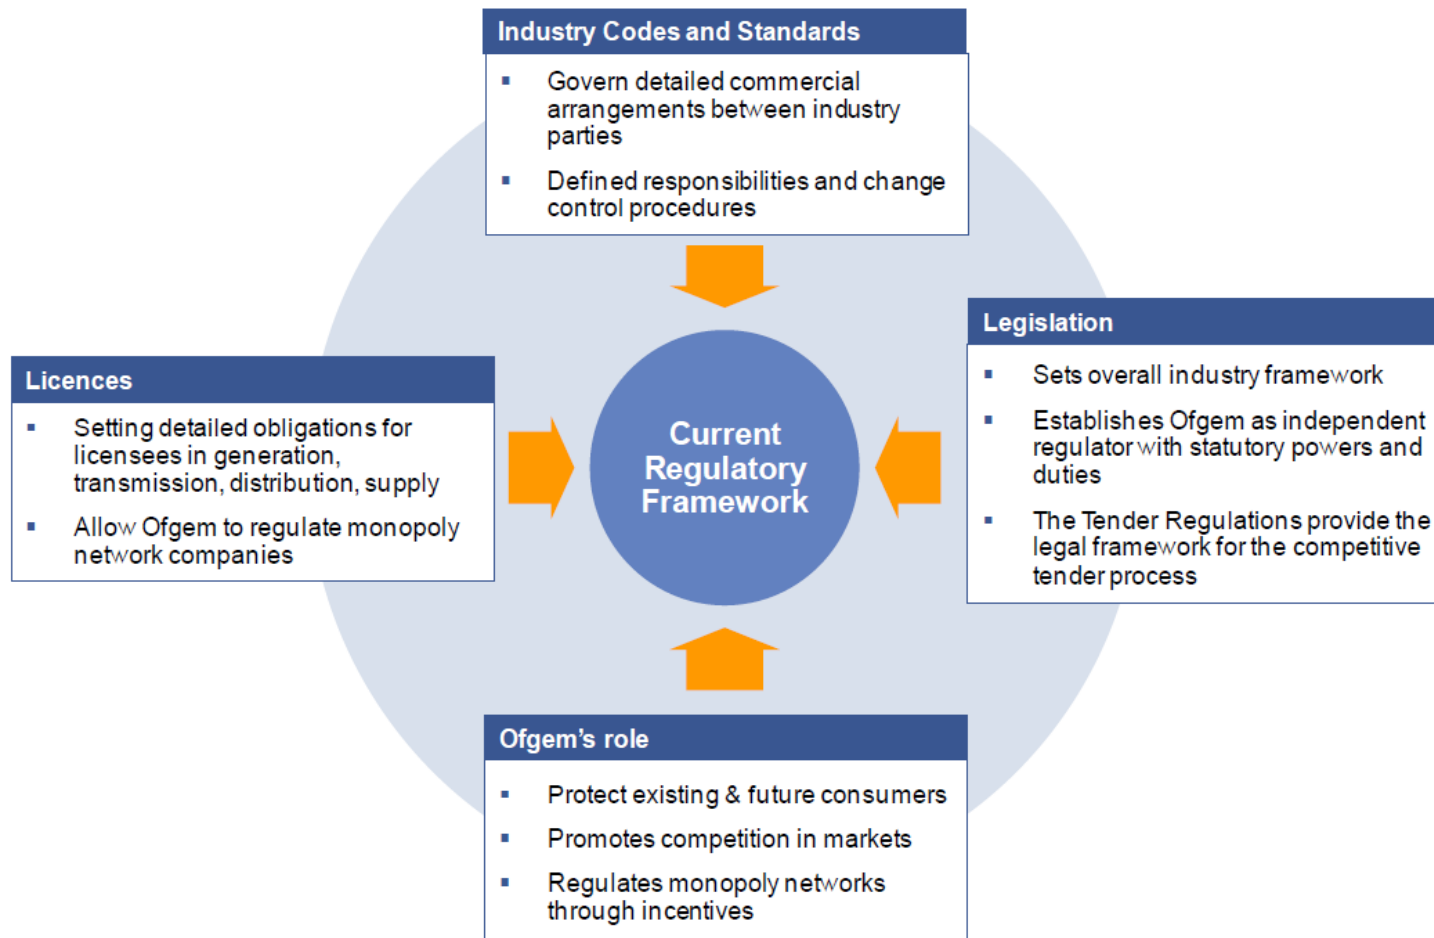 Industry Codes and Standards
▪ Govern detailed commercial
arrangements between industry
parties
▪ Defined responsibilities and change
control procedures
Legislation
▪ Sets overall industry framework
▪ Establishes Ofgem as independent
regulator with statutory powers and
duties
▪ The Tender Regulations provide the
legal framework for the competitive
tender process
Licences
▪ Setting detailed obligations for
licensees in generation,
transmission, distribution, supply
▪ Allow Ofgem to regulate monopoly
network companies
Current
Regulatory
Framework
Ofgem’s role
▪ Protect existing & future consumers
▪ Promotes competition in markets
▪ Regulates monopoly networks
through incentives